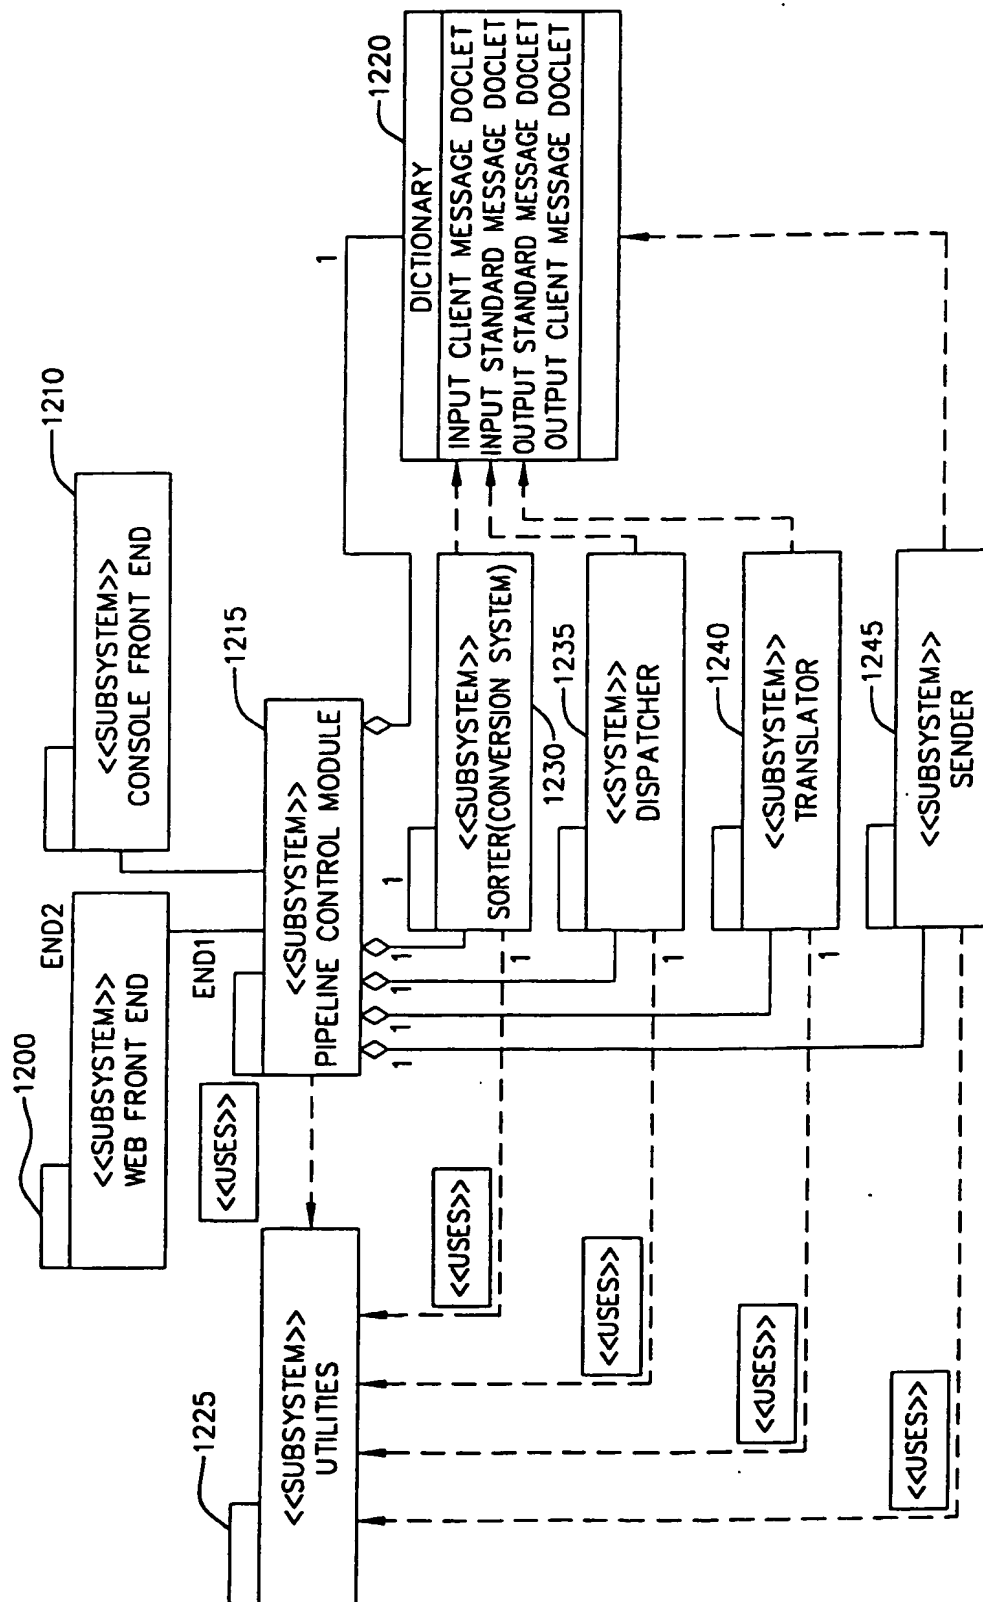 1200
<<SUBSYSTEM>>
WEB FRONT END
END2
1210
<<SUBSYSTEM>>
CONSOLE FRONT END
END1
1215
<<SUBSYSTEM>>
PIPELINE CONTROL MODULE
<<USES>>
1225
<<SUBSYSTEM>>
UTILITIES
1
1220
DICTIONARY
INPUT CLIENT MESSAGE DOCLET
INPUT STANDARD MESSAGE DOCLET
OUTPUT STANDARD MESSAGE DOCLET
OUTPUT CLIENT MESSAGE DOCLET
1
1
1
1
1
<<SUBSYSTEM>>
SORTER(CONVERSION SYSTEM)
1230
1
<<USES>>
1235
<<SYSTEM>>
DISPATCHER
1
<<USES>>
1240
<<SUBSYSTEM>>
TRANSLATOR
1
<<USES>>
1245
<<SUBSYSTEM>>
SENDER
<<USES>>